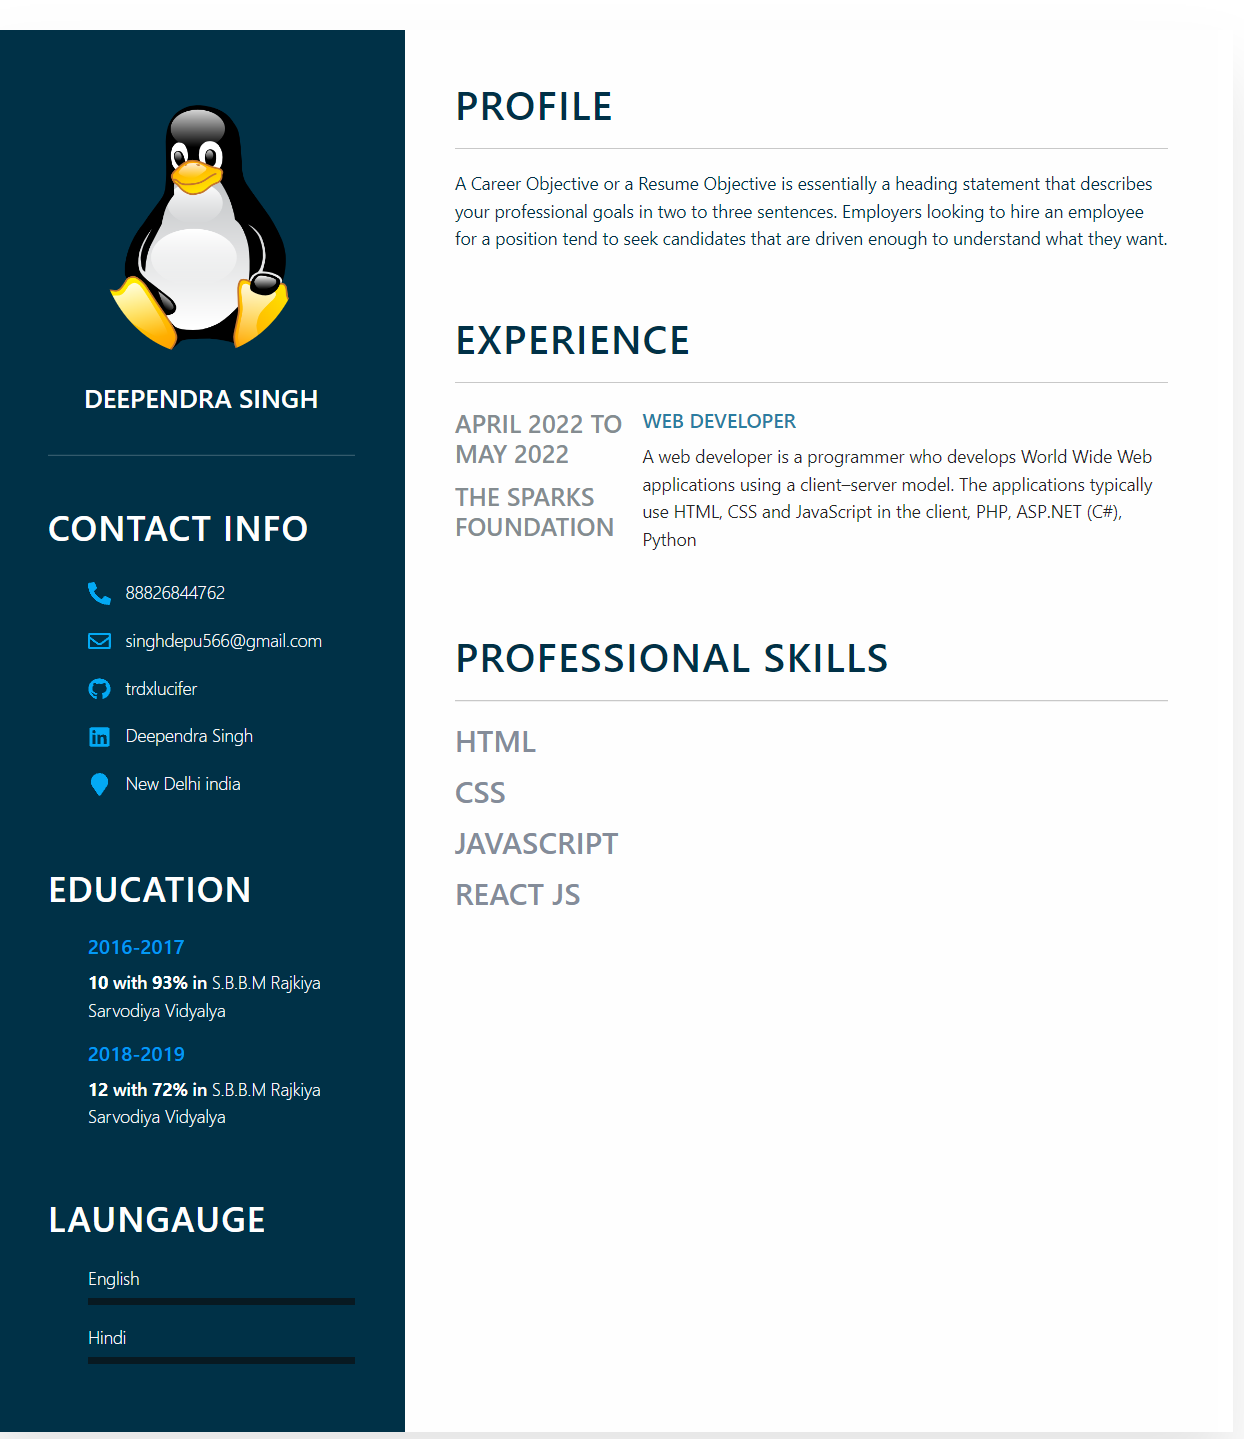 DEEPENDRA SINGH
CONTACT INFO
88826844762
singhdepu566@gmail.com
trdxlucifer
Deependra Singh
New Delhi india
EDUCATION
2016-2017
10 with 93% in S.B.B.M Rajkiya
Sarvodiya Vidyalya
2018-2019
12 with 72% in S.B.B.M Rajkiya
Sarvodiya Vidyalya
LAUNGAUGE
English
Hindi
PROFILE
A Career Objective or a Resume Objective is essentially a heading statement that describes
your professional goals in two to three sentences. Employers looking to hire an employee
for a position tend to seek candidates that are driven enough to understand what they want.
EXPERIENCE
APRIL 2022 TO
MAY 2022
THE SPARKS
FOUNDATION
WEB DEVELOPER
A web developer is a programmer who develops World Wide Web
applications using a client–server model. The applications typically
use HTML, CSS and JavaScript in the client, PHP, ASP.NET (C#),
Python
PROFESSIONAL SKILLS
HTML
CSS
JAVASCRIPT
REACT JS